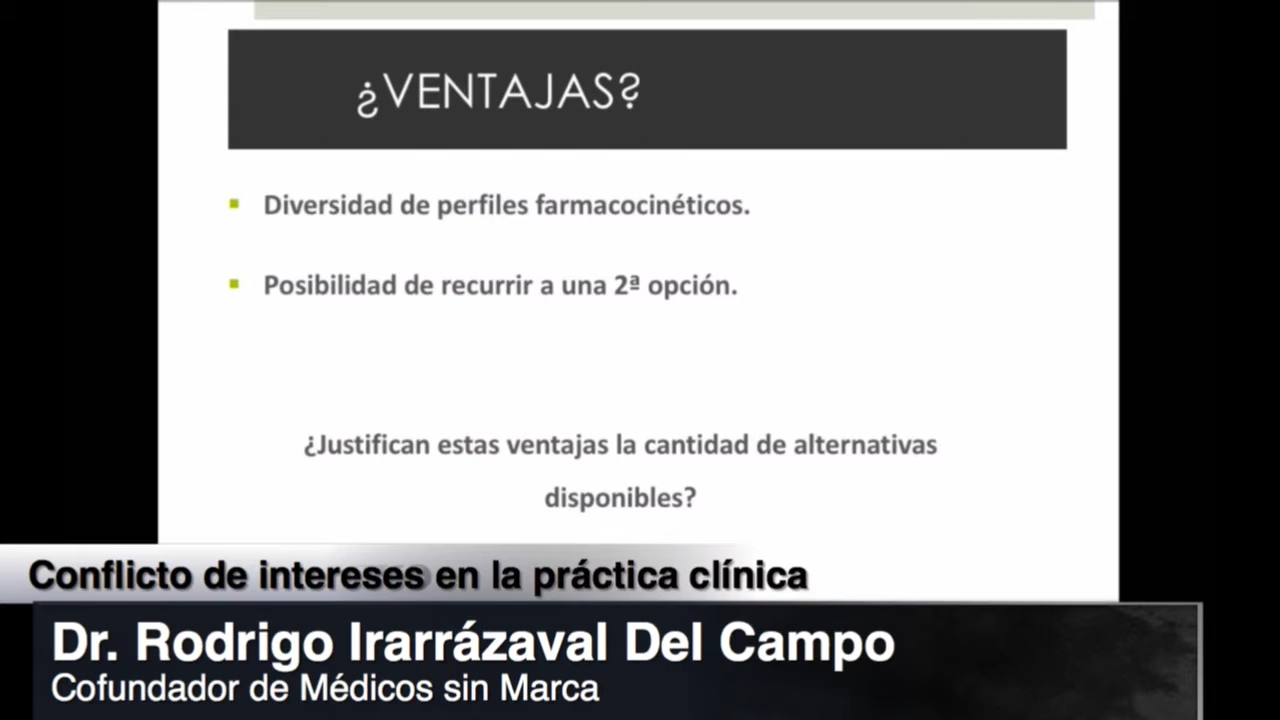 ¿VENTAJAS?
Diversidad de perfiles farmacocinéticos.
Posibilidad de recurrir a una 2ª opción.
¿Justifican estas ventajas la cantidad de alternativas
disponibles?
Conflicto de intereses en la práctica clínica
Dr. Rodrigo Irarrázaval Del Campo
Cofundador de Médicos sin Marca